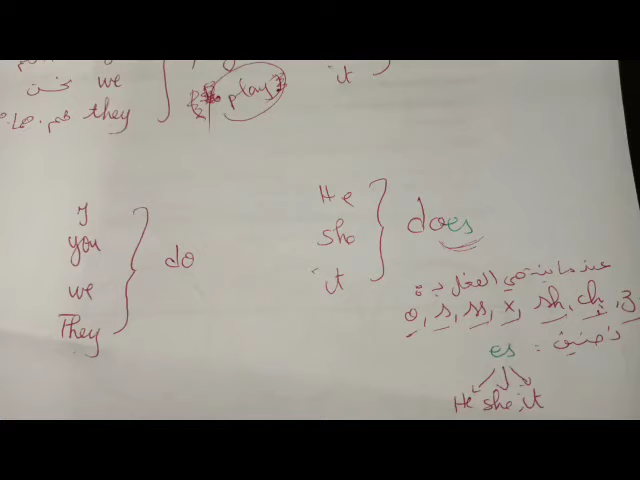 نحن we
هم they
play
it
I
you
we
They
do
He
she
it
does
عندما ينتهي الفعل بـ
o, s, ss, x, sh, ch, z
نضيف :
es
He she, it